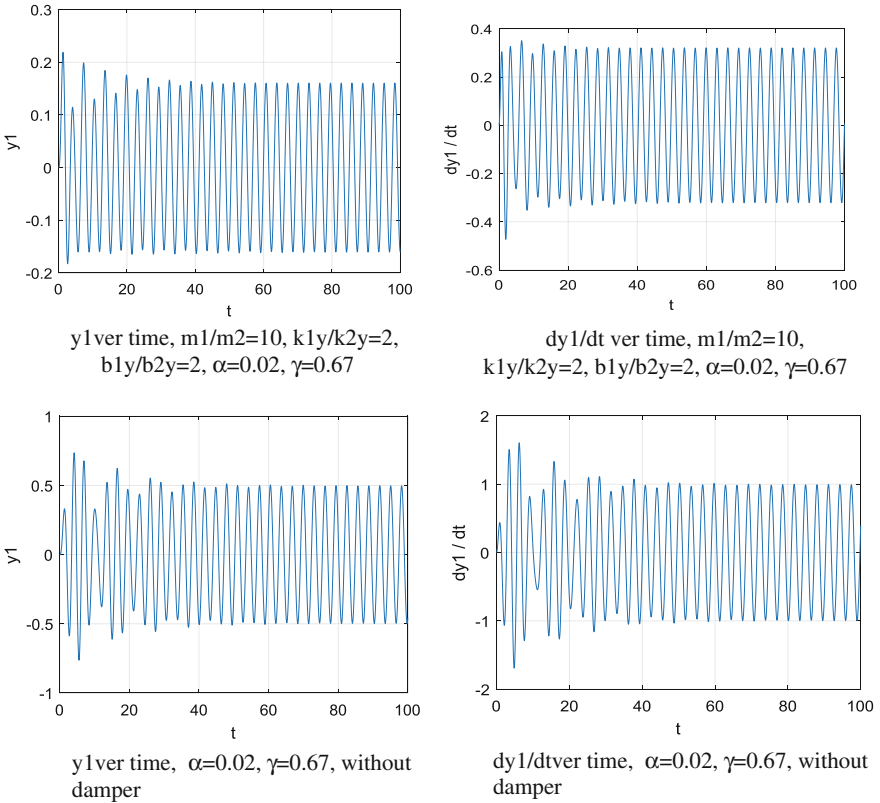 0.3
0.2
0.1
0
-0.1
-0.2
y1
0 20 40 60 80 100
t
y1ver time, m1/m2=10, k1y/k2y=2,
b1y/b2y=2, α=0.02, γ=0.67
0.4
0.2
0
-0.2
-0.4
-0.6
dy1 / dt
0 20 40 60 80 100
t
dy1/dt ver time, m1/m2=10,
k1y/k2y=2, b1y/b2y=2, α=0.02, γ=0.67
1
0.5
0
-0.5
-1
y1
0 20 40 60 80 100
t
y1ver time, α=0.02, γ=0.67, without
damper
2
1
0
-1
-2
dy1 / dt
0 20 40 60 80 100
t
dy1/dtver time, α=0.02, γ=0.67, without
damper